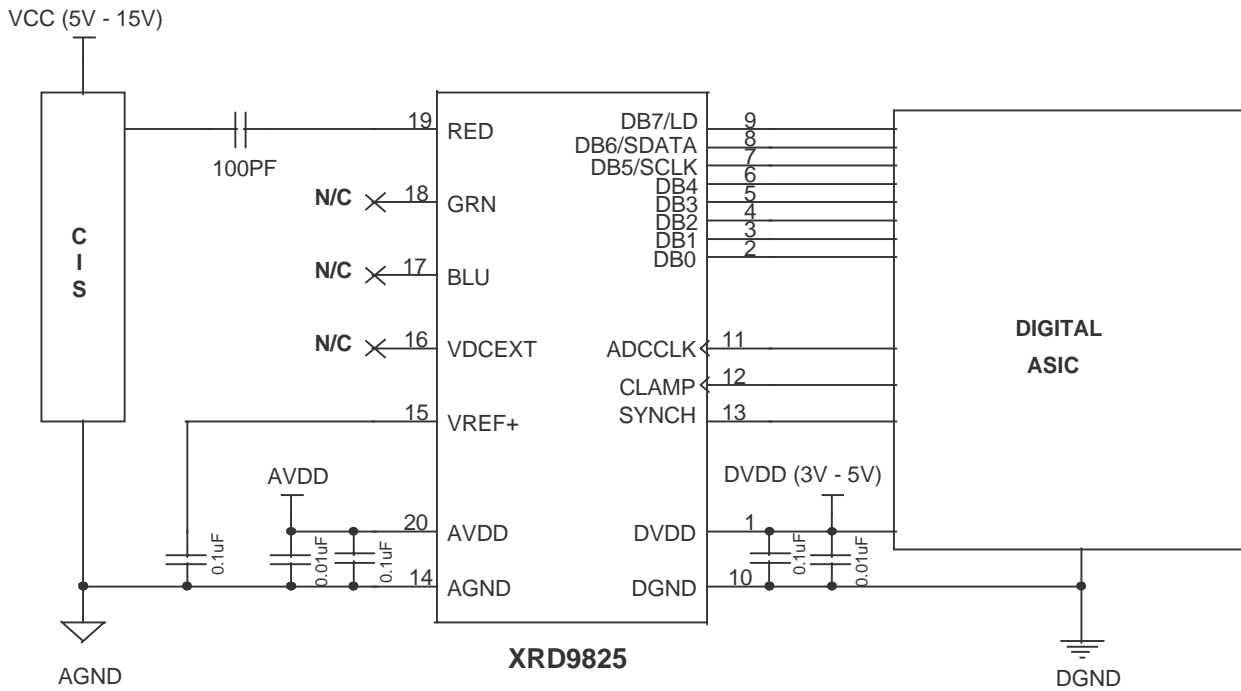 VCC (5V - 15V)
CIS
100PF
19 RED
N/C 18 GRN
N/C 17 BLU
N/C 16 VDCEXT
15 VREF+
AVDD
20 AVDD
14 AGND
0.1uF
0.01uF
0.1uF
AGND
DB7/LD 9
DB6/SDATA 8
DB5/SCLK 7
DB4 6
DB3 5
DB2 4
DB1 3
DB0 2
ADCCLK 11
CLAMP 12
SYNCH 13
DVDD (3V - 5V)
DVDD 1
DGND 10
0.1uF
0.01uF
XRD9825
DIGITAL
ASIC
DGND